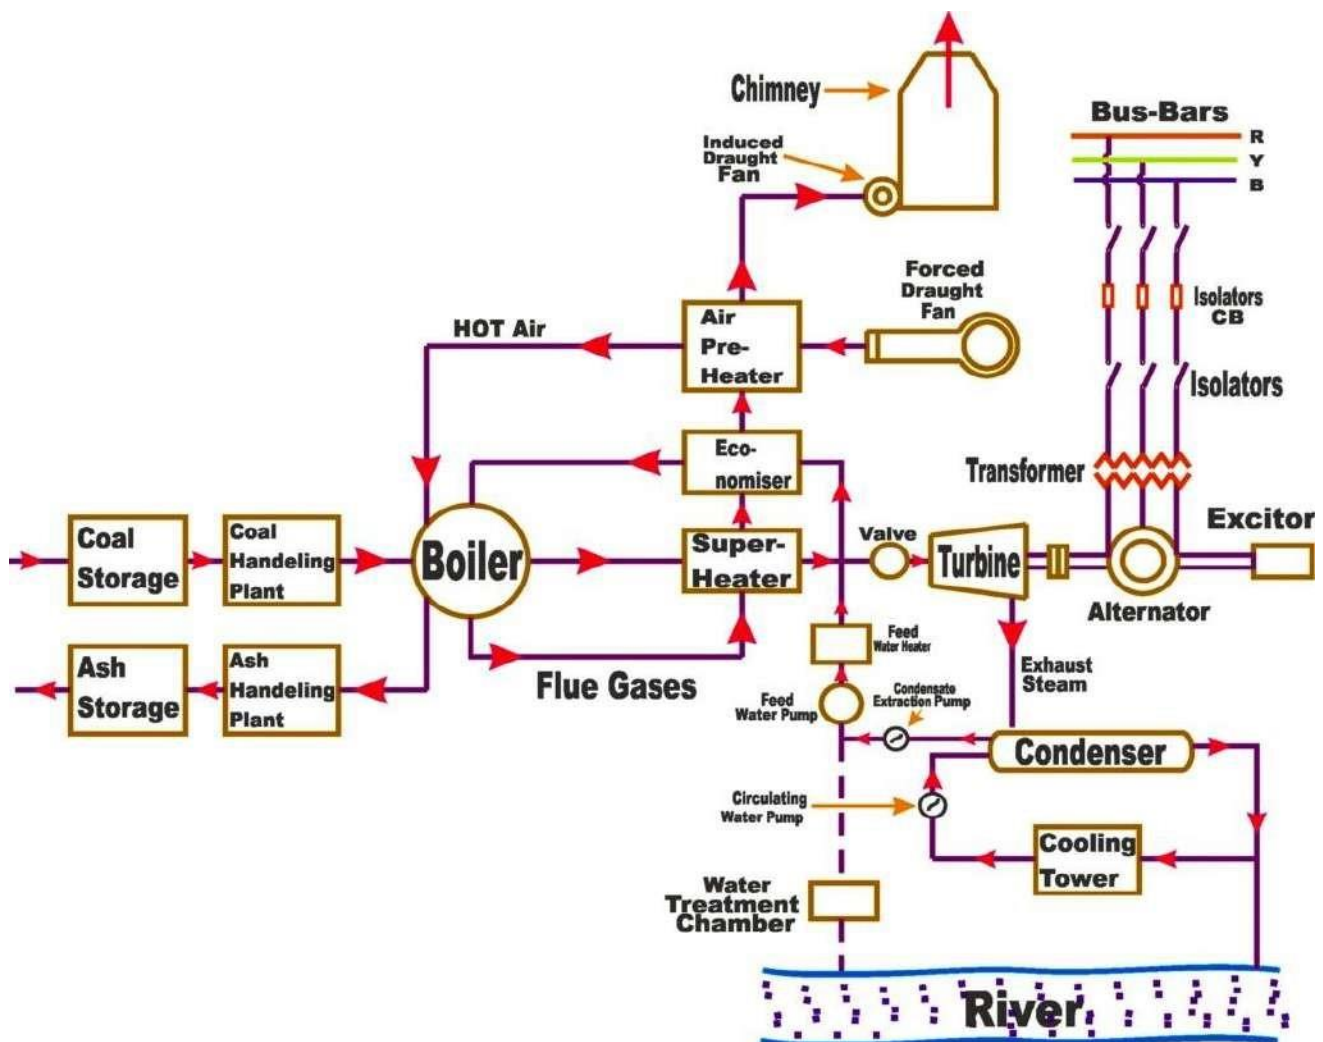 Chimney
Bus-Bars
R
Y
B
Induced
Draught
Fan
Forced
Draught
Fan
Isolators
CB
HOT Air
Air
Pre-
Heater
Isolators
Eco-
nomiser
Transformer
Coal
Storage
Coal
Handeling
Plant
Boiler
Super-
Heater
Valve
Turbine
Excitor
Alternator
Ash
Storage
Ash
Handeling
Plant
Flue Gases
Feed
Water Heater
Exhaust
Steam
Feed
Water Pump
Condensate
Extraction Pump
Condenser
Circulating
Water Pump
Cooling
Tower
Water
Treatment
Chamber
River